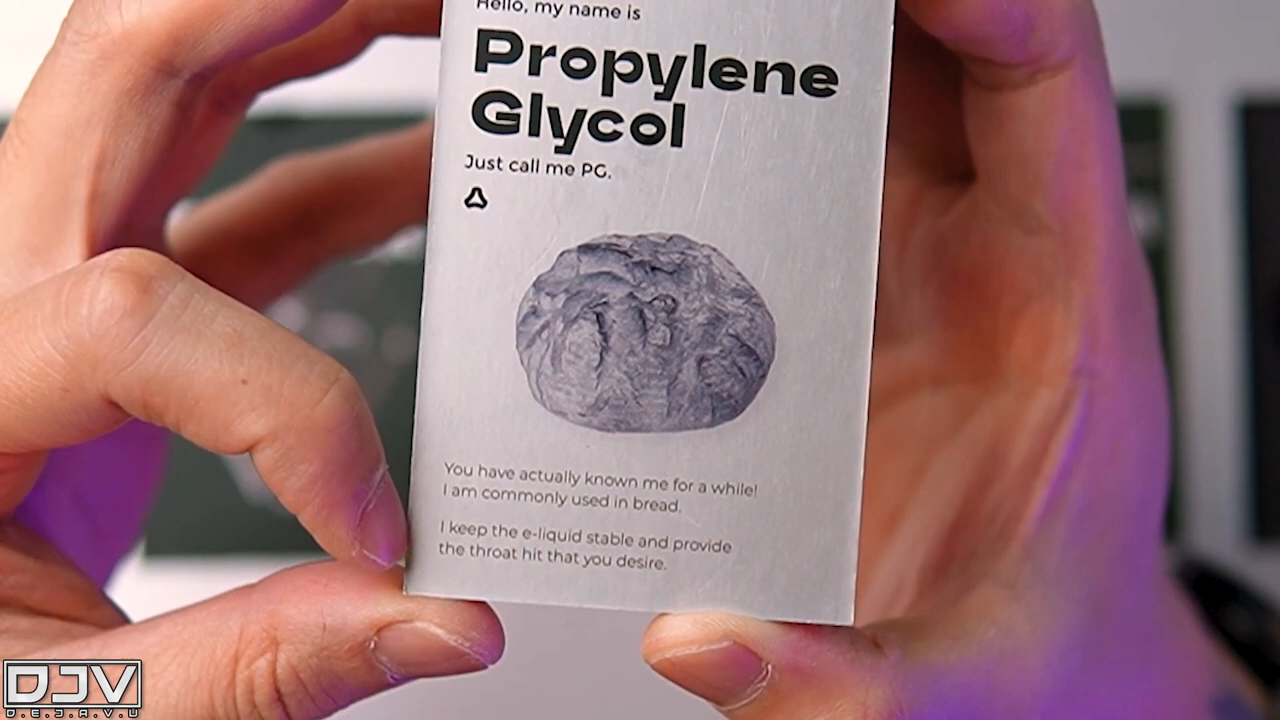 Hello, my name is
Propylene
Glycol
Just call me PG.
You have actually known me for a while!
I am commonly used in bread.
I keep the e-liquid stable and provide
the throat hit that you desire.
DJV
D.E.J.A.V.U